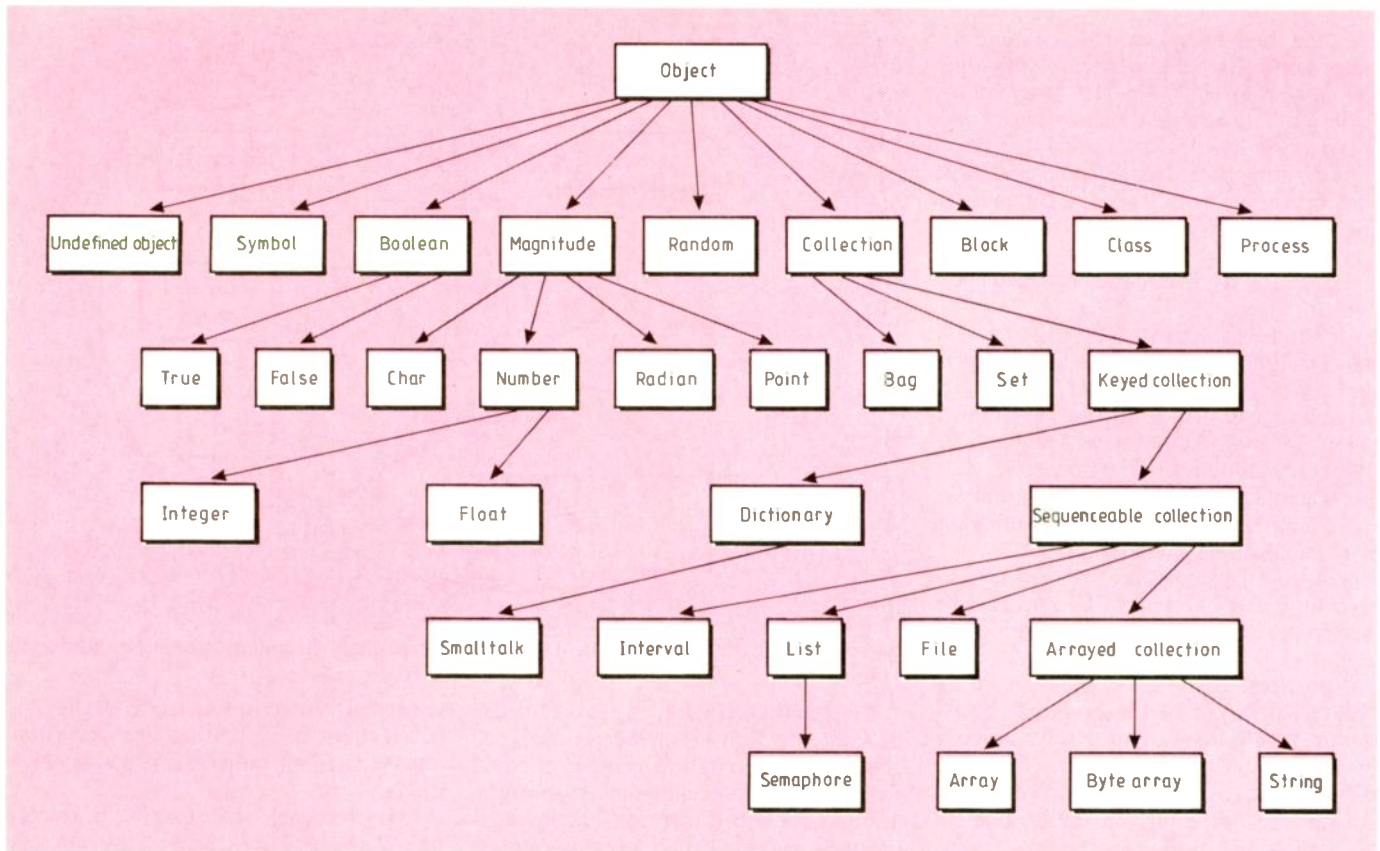 Object
Undefined object
Symbol
Boolean
Magnitude
Random
Collection
Block
Class
Process
True
False
Char
Number
Radian
Point
Bag
Set
Keyed collection
Integer
Float
Dictionary
Sequenceable collection
Smalltalk
Interval
List
File
Arrayed collection
Semaphore
Array
Byte array
String